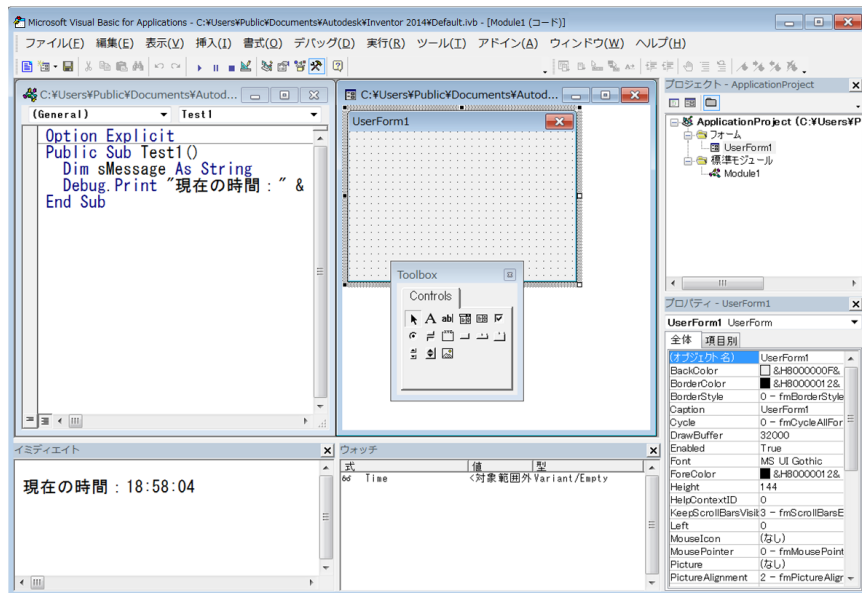 Microsoft Visual Basic for Applications - C:¥Users¥Public¥Documents¥Autodesk¥Inventor 2014¥Default.ivb - [Module1 (コード)]
ファイル(F) 編集(E) 表示(V) 挿入(I) 書式(O) デバッグ(D) 実行(R) ツール(T) アドイン(A) ウィンドウ(W) ヘルプ(H)
C:¥Users¥Public¥Documents¥Autod...
(General) Test1
Option Explicit
Public Sub Test1()
Dim sMessage As String
Debug.Print "現在の時間：" &
End Sub
C:¥Users¥Public¥Documents¥Autod...
UserForm1
Toolbox
Controls
A abl
プロジェクト - ApplicationProject
ApplicationProject (C:¥Users¥P
フォーム
UserForm1
標準モジュール
Module1
プロパティ - UserForm1
UserForm1 UserForm
全体 項目別
(オブジェクト名) UserForm1
BackColor &H8000000F&
BorderColor &H80000012&
BorderStyle 0 - fmBorderStyle
Caption UserForm1
Cycle 0 - fmCycleAllFor
DrawBuffer 32000
Enabled True
Font MS UI Gothic
ForeColor &H80000012&
Height 144
HelpContextID 0
KeepScrollBarsVisib 3 - fmScrollBarsE
Left 0
MouseIcon (なし)
MousePointer 0 - fmMousePoint
Picture (なし)
PictureAlignment 2 - fmPictureAligr
イミディエイト
現在の時間：18:58:04
ウォッチ
式 値 型
Time <対象範囲外 Variant/Empty